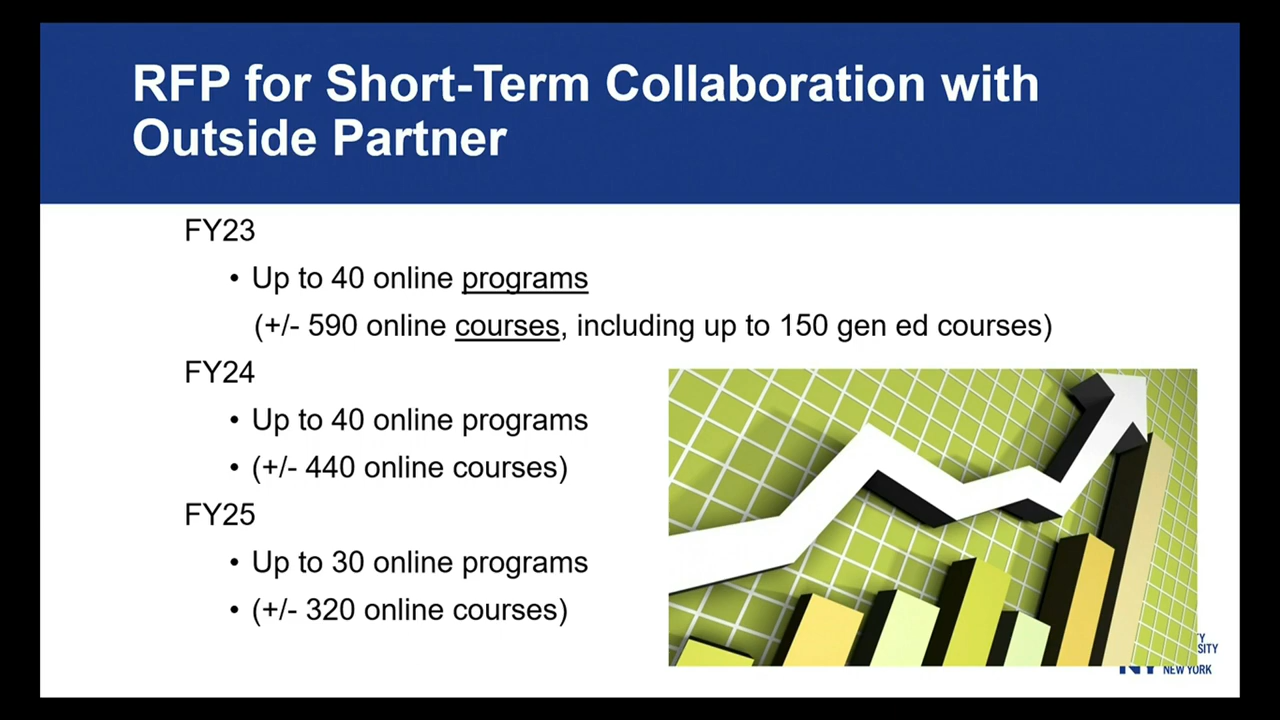 RFP for Short-Term Collaboration with
Outside Partner
FY23
• Up to 40 online programs
(+/- 590 online courses, including up to 150 gen ed courses)
FY24
• Up to 40 online programs
• (+/- 440 online courses)
FY25
• Up to 30 online programs
• (+/- 320 online courses)
NEW YORK